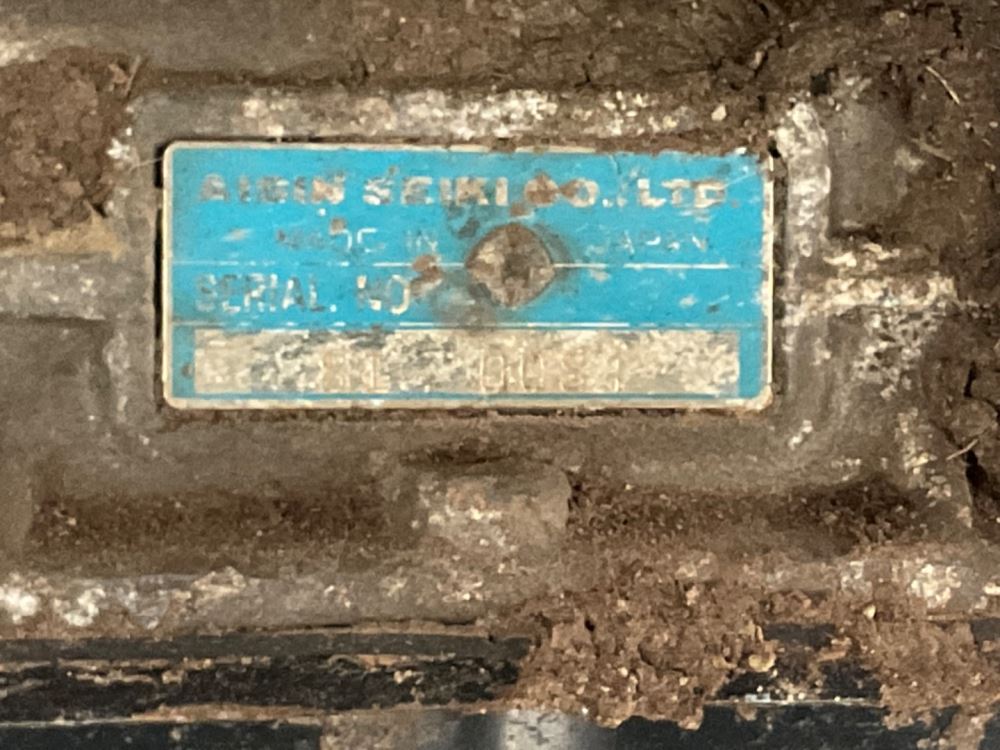 AISIN SEIKI CO., LTD.
MADE IN JAPAN
SERIAL. NO